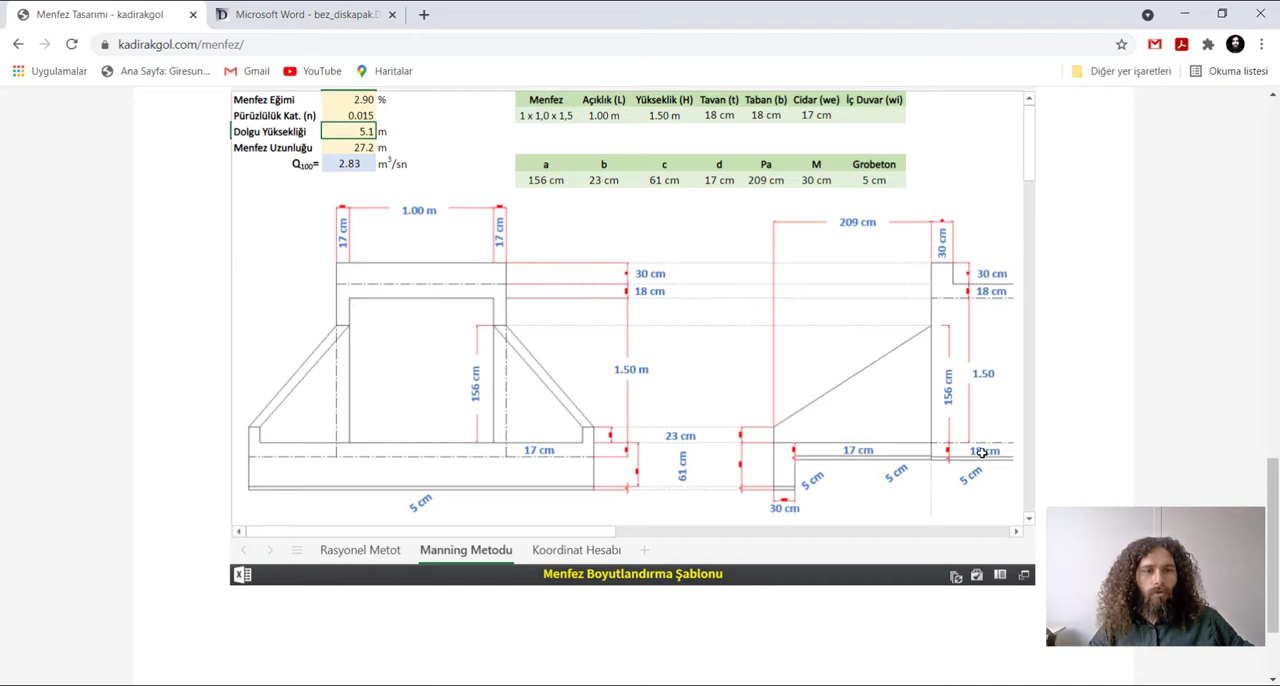 Menfez Tasarımı - kadirakgol
Microsoft Word - bez_diskapak.D
kadirakgol.com/menfez/
Uygulamalar
Ana Sayfa: Giresun...
Gmail
YouTube
Haritalar
Diğer yer işaretleri
Okuma listesi
Menfez Eğimi 2.90 %
Pürüzlülük Kat. (n) 0.015
Dolgu Yüksekliği 5.1 m
Menfez Uzunluğu 27.2 m
Q100= 2.83 m3/sn
Menfez Açıklık (L) Yükseklik (H) Tavan (t) Taban (b) Cidar (we) İç Duvar (wi)
1 x 1,0 x 1,5 1.00 m 1.50 m 18 cm 18 cm 17 cm
a b c d Pa M Grobeton
156 cm 23 cm 61 cm 17 cm 209 cm 30 cm 5 cm
17 cm
1.00 m
17 cm
30 cm
18 cm
156 cm
1.50 m
17 cm
23 cm
61 cm
5 cm
209 cm
30 cm
30 cm
18 cm
156 cm
1.50
17 cm
18 cm
5 cm
5 cm
5 cm
30 cm
Rasyonel Metot
Manning Metodu
Koordinat Hesabı
Menfez Boyutlandırma Şablonu